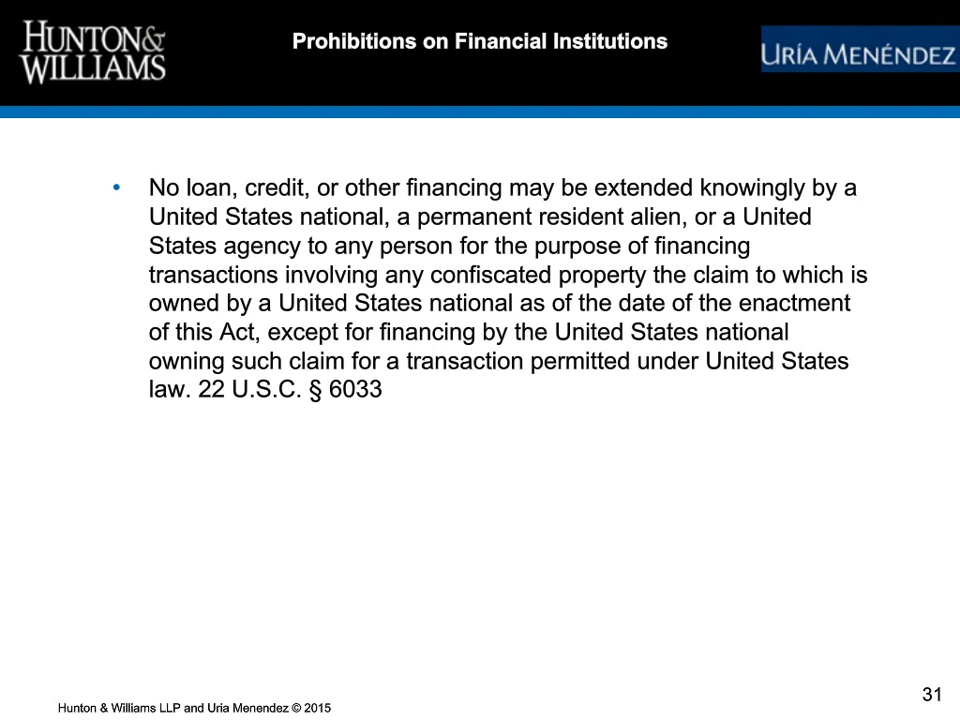 HUNTON&
WILLIAMS
Prohibitions on Financial Institutions
URÍA MENÉNDEZ
• No loan, credit, or other financing may be extended knowingly by a
United States national, a permanent resident alien, or a United
States agency to any person for the purpose of financing
transactions involving any confiscated property the claim to which is
owned by a United States national as of the date of the enactment
of this Act, except for financing by the United States national
owning such claim for a transaction permitted under United States
law. 22 U.S.C. § 6033
31
Hunton & Williams LLP and Uria Menendez © 2015